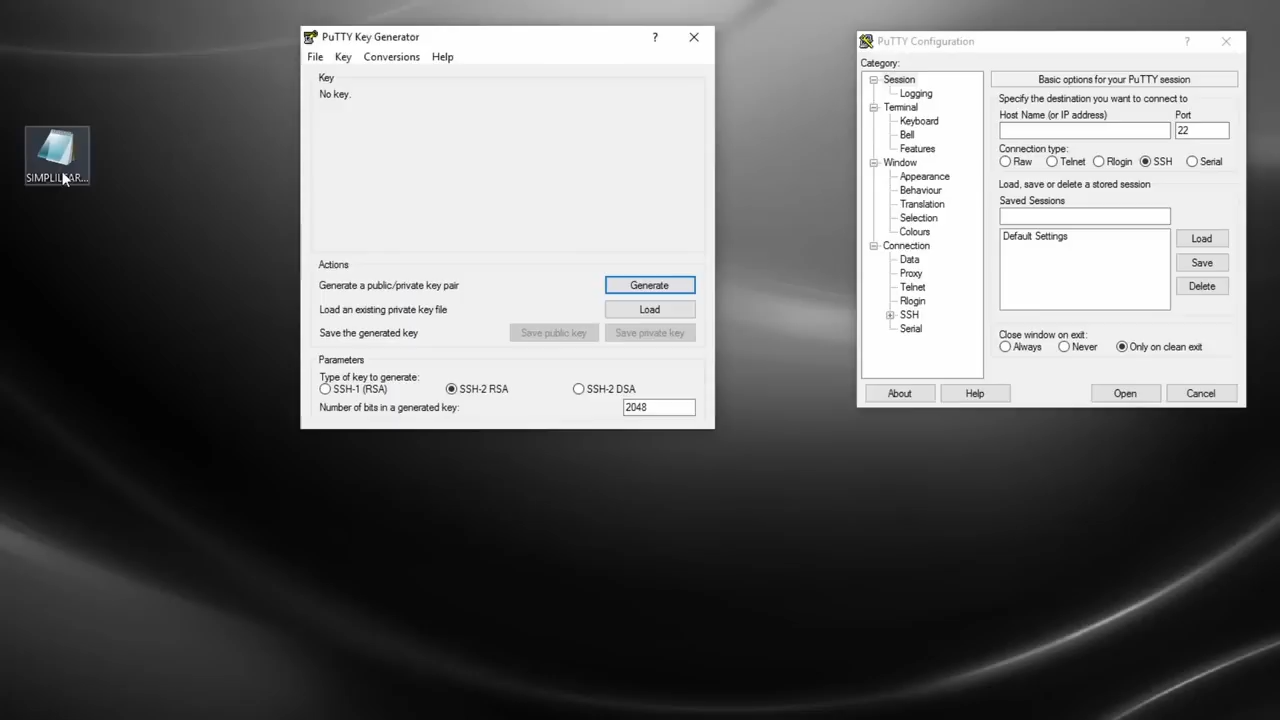 SIMPLILEAR...
PuTTY Key Generator
?
File Key Conversions Help
Key
No key.
Actions
Generate a public/private key pair
Generate
Load an existing private key file
Load
Save the generated key
Save public key
Save private key
Parameters
Type of key to generate:
SSH-1 (RSA)
SSH-2 RSA
SSH-2 DSA
Number of bits in a generated key:
2048
PuTTY Configuration
?
Category:
Session
Logging
Terminal
Keyboard
Bell
Features
Window
Appearance
Behaviour
Translation
Selection
Colours
Connection
Data
Proxy
Telnet
Rlogin
SSH
Serial
Basic options for your PuTTY session
Specify the destination you want to connect to
Host Name (or IP address) Port
22
Connection type:
Raw Telnet Rlogin SSH Serial
Load, save or delete a stored session
Saved Sessions
Default Settings
Load
Save
Delete
Close window on exit:
Always Never Only on clean exit
About Help Open Cancel